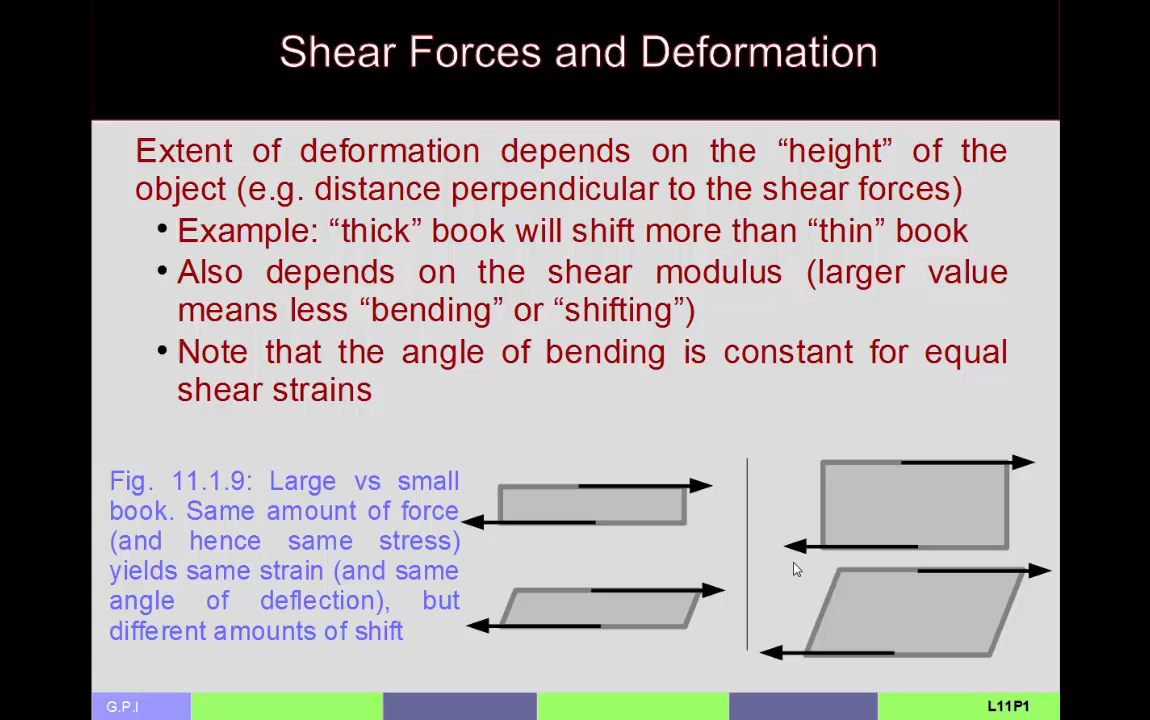 Shear Forces and Deformation
Extent of deformation depends on the “height” of the
object (e.g. distance perpendicular to the shear forces)
• Example: “thick” book will shift more than “thin” book
• Also depends on the shear modulus (larger value
means less “bending” or “shifting”)
• Note that the angle of bending is constant for equal
shear strains
Fig. 11.1.9: Large vs small
book. Same amount of force
(and hence same stress)
yields same strain (and same
angle of deflection), but
different amounts of shift
G.P.I
L11P1